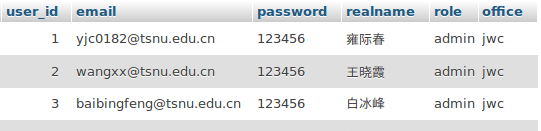 user_id email password realname role office
1 yjc0182@tsnu.edu.cn 123456 雍际春 admin jwc
2 wangxx@tsnu.edu.cn 123456 王晓霞 admin jwc
3 baibingfeng@tsnu.edu.cn 123456 白冰峰 admin jwc